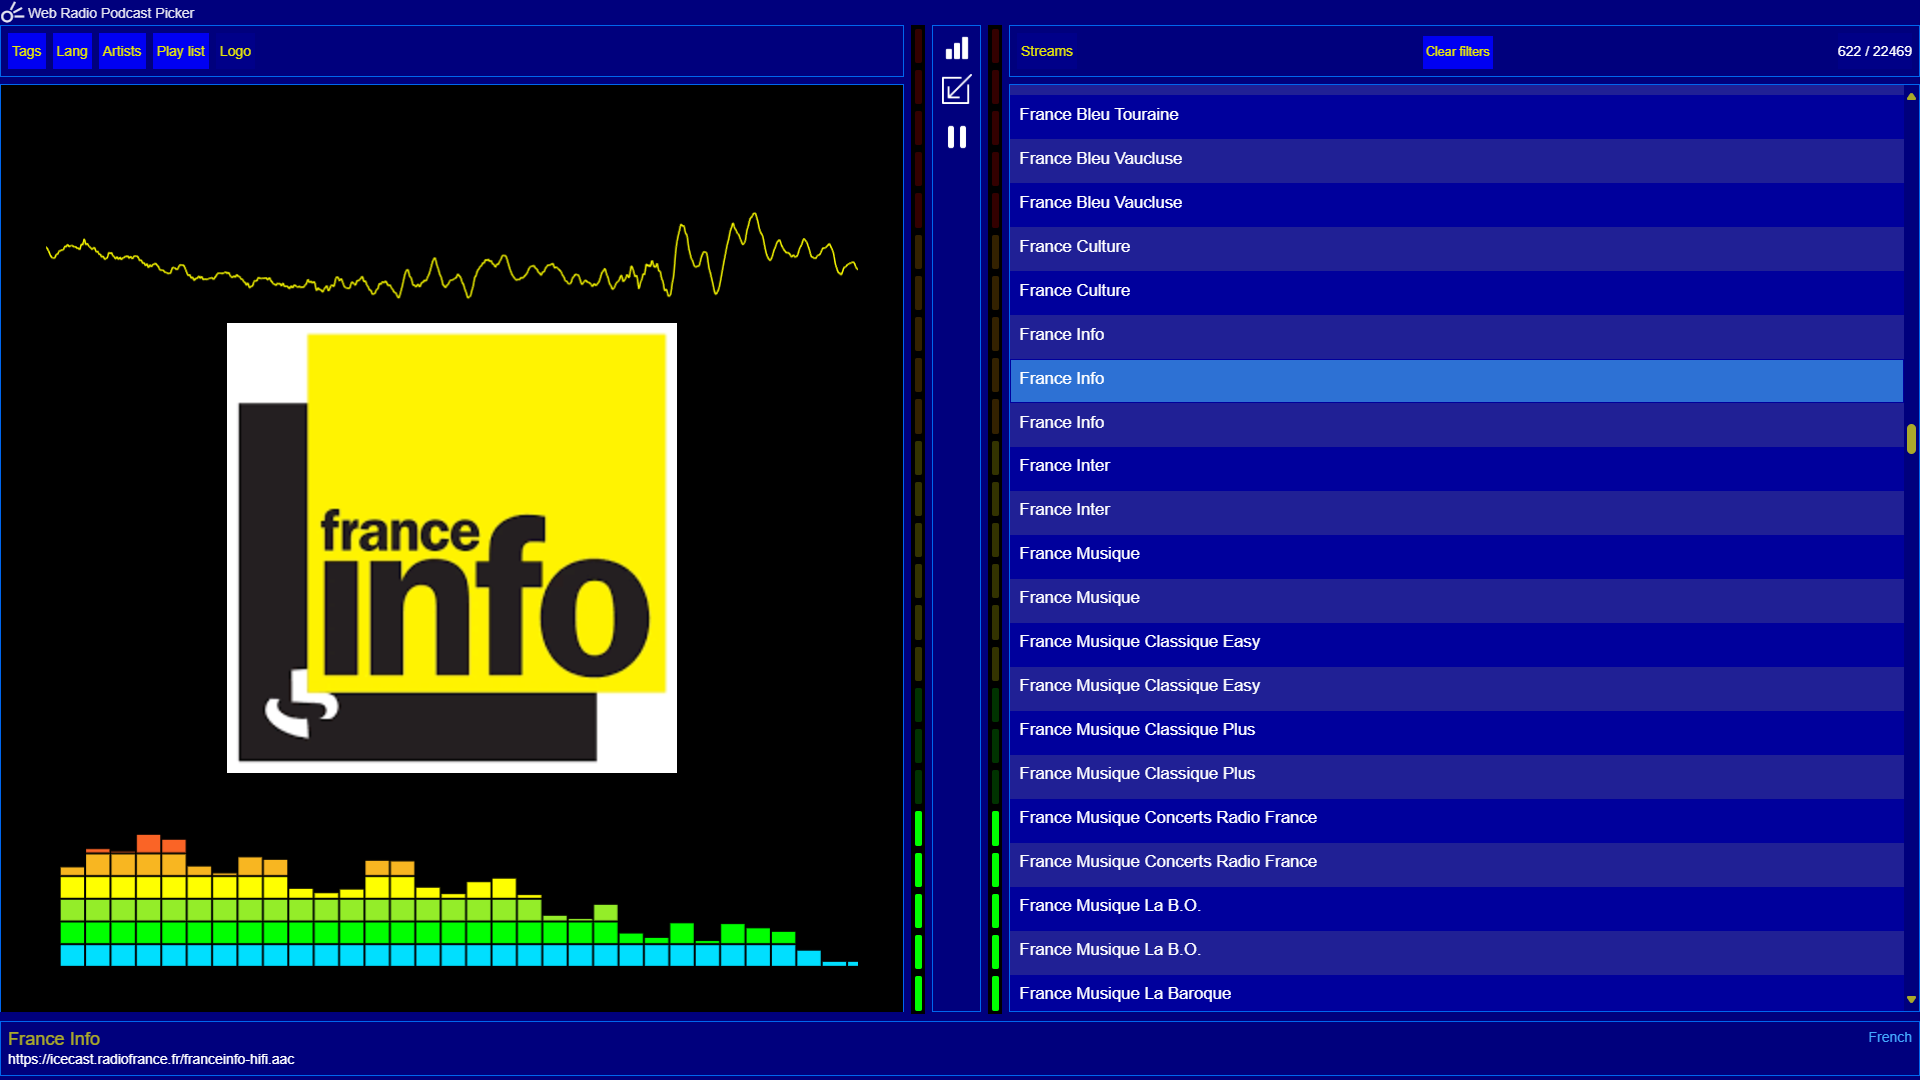 Web Radio Podcast Picker
Tags Lang Artists Play list Logo
Streams Clear filters 622 / 22469
france
info
France Bleu Touraine
France Bleu Vaucluse
France Bleu Vaucluse
France Culture
France Culture
France Info
France Info
France Info
France Inter
France Inter
France Musique
France Musique
France Musique Classique Easy
France Musique Classique Easy
France Musique Classique Plus
France Musique Classique Plus
France Musique Concerts Radio France
France Musique Concerts Radio France
France Musique La B.O.
France Musique La B.O.
France Musique La Baroque
France Info French
https://icecast.radiofrance.fr/franceinfo-hifi.aac